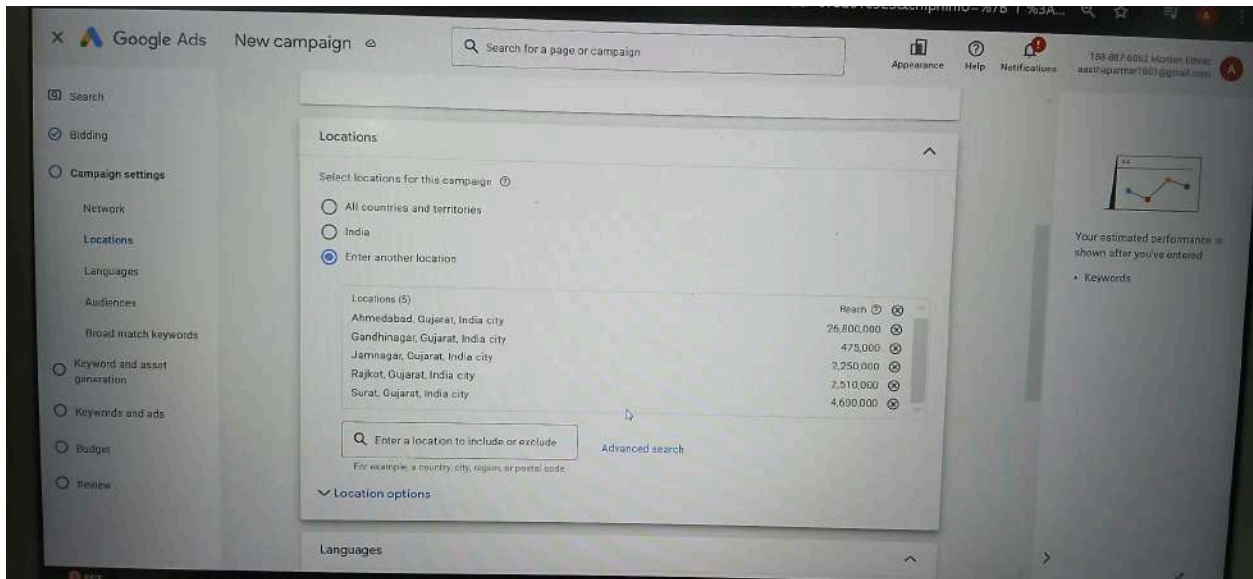 Google Ads
New campaign
Search for a page or campaign
Appearance
Help
Notifications
Search
Bidding
Campaign settings
Network
Locations
Languages
Audiences
Broad match keywords
Keyword and asset
generation
Keywords and ads
Budget
Review
Locations
Select locations for this campaign
All countries and territories
India
Enter another location
Locations (5)
Reach
Ahmedabad, Gujarat, India city
26,800,000
Gandhinagar, Gujarat, India city
475,000
Jamnagar, Gujarat, India city
2,250,000
Rajkot, Gujarat, India city
2,510,000
Surat, Gujarat, India city
4,600,000
Enter a location to include or exclude
Advanced search
For example, a country, city, region, or postal code
Location options
Languages
Your estimated performance is
shown after you've entered
• Keywords
A